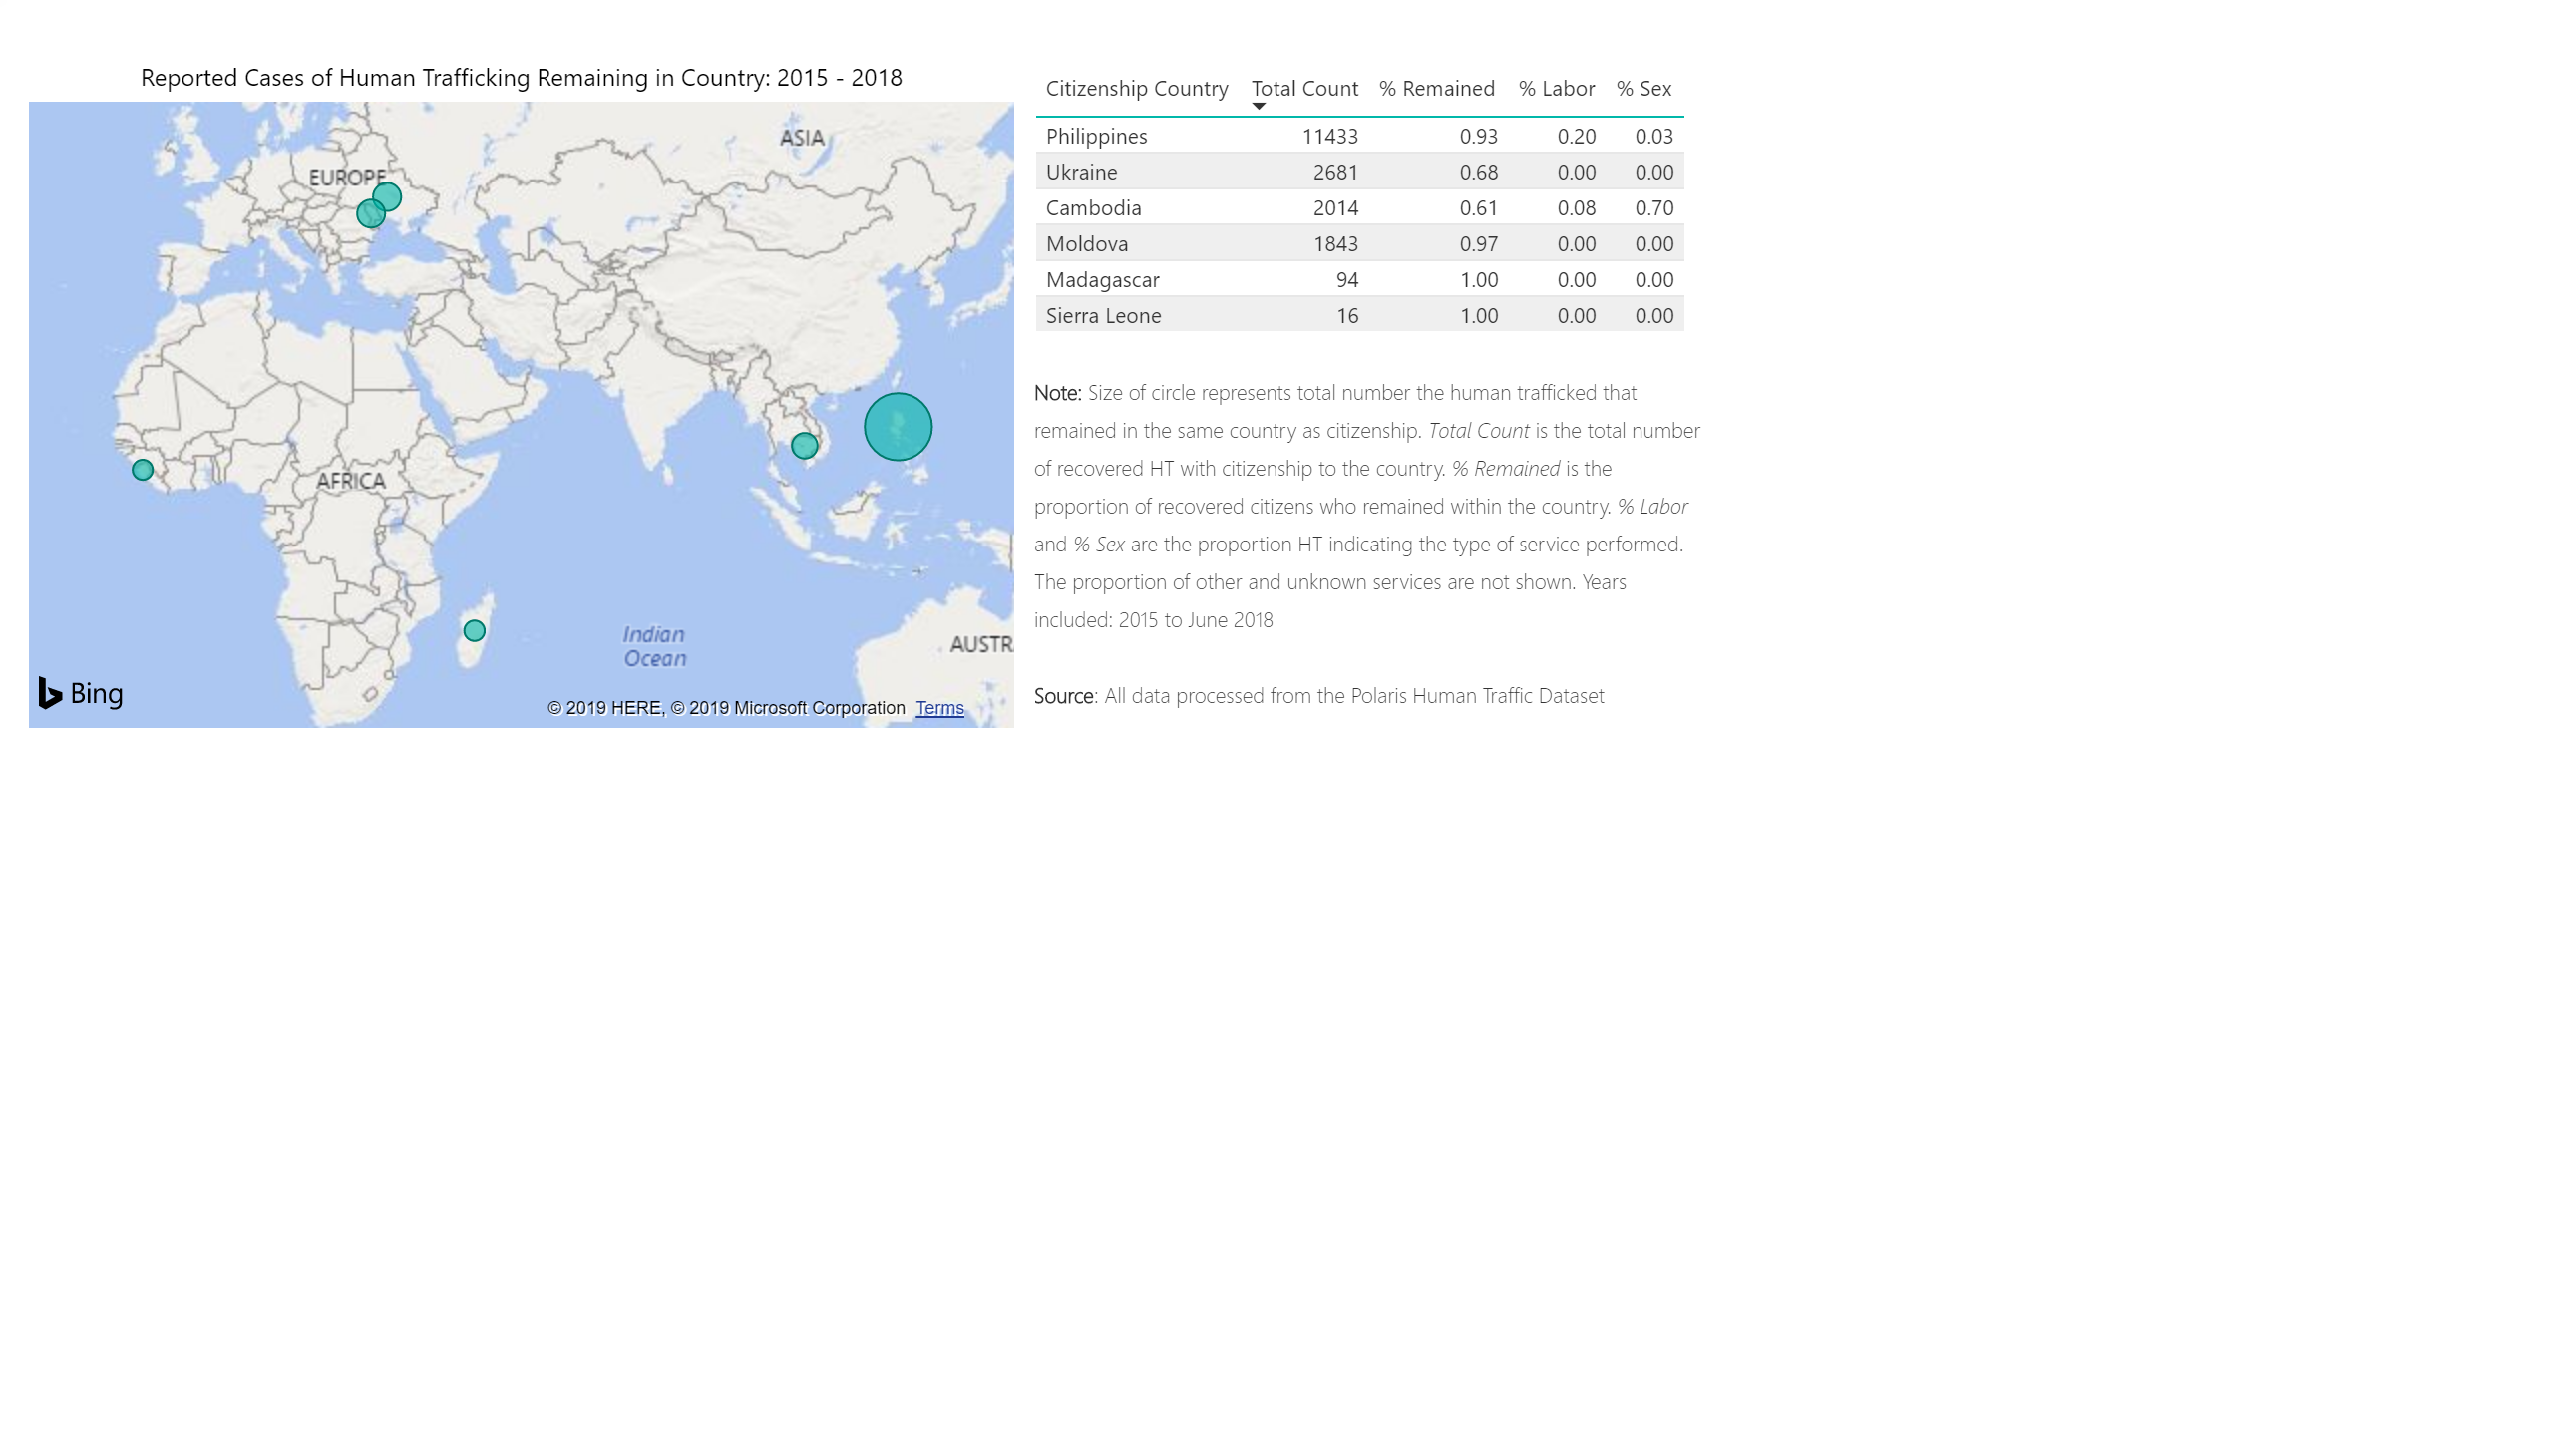 Reported Cases of Human Trafficking Remaining in Country: 2015 - 2018
ASIA
EUROPE
AFRICA
Indian
Ocean
AUSTR
Bing
© 2019 HERE, © 2019 Microsoft Corporation Terms
Citizenship Country Total Count % Remained % Labor % Sex
Philippines 11433 0.93 0.20 0.03
Ukraine 2681 0.68 0.00 0.00
Cambodia 2014 0.61 0.08 0.70
Moldova 1843 0.97 0.00 0.00
Madagascar 94 1.00 0.00 0.00
Sierra Leone 16 1.00 0.00 0.00
Note: Size of circle represents total number the human trafficked that
remained in the same country as citizenship. Total Count is the total number
of recovered HT with citizenship to the country. % Remained is the
proportion of recovered citizens who remained within the country. % Labor
and % Sex are the proportion HT indicating the type of service performed.
The proportion of other and unknown services are not shown. Years
included: 2015 to June 2018
Source: All data processed from the Polaris Human Traffic Dataset